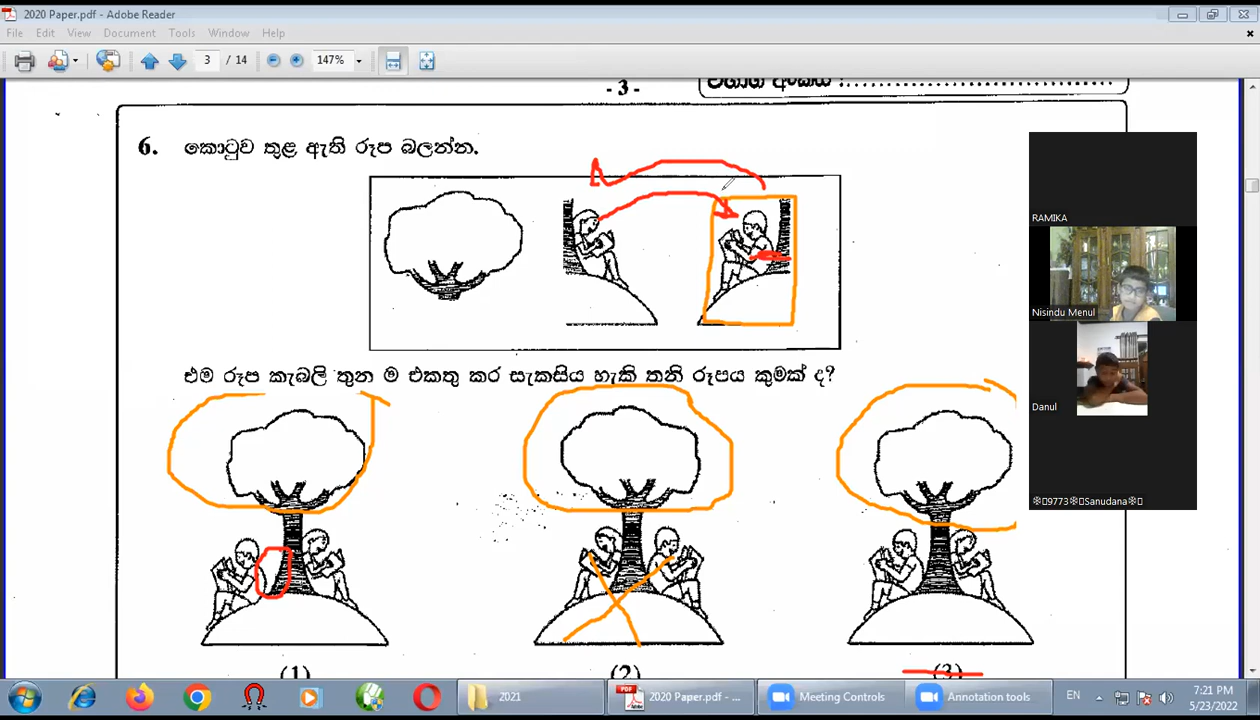 2020 Paper.pdf - Adobe Reader
File Edit View Document Tools Window Help
3 / 14 147%
- 3 -
6. කොටුව තුළ ඇති රූප බලන්න.
RAMIKA
Nisindu Menul
එම රූප කැබලි තුන ම එකතු කර සැකසිය හැකි තනි රූපය කුමක් ද?
Danul
9773 Sanudana
(1) (2) (3)
2021 2020 Paper.pdf - ... Meeting Controls Annotation tools EN 7:21 PM
5/23/2022